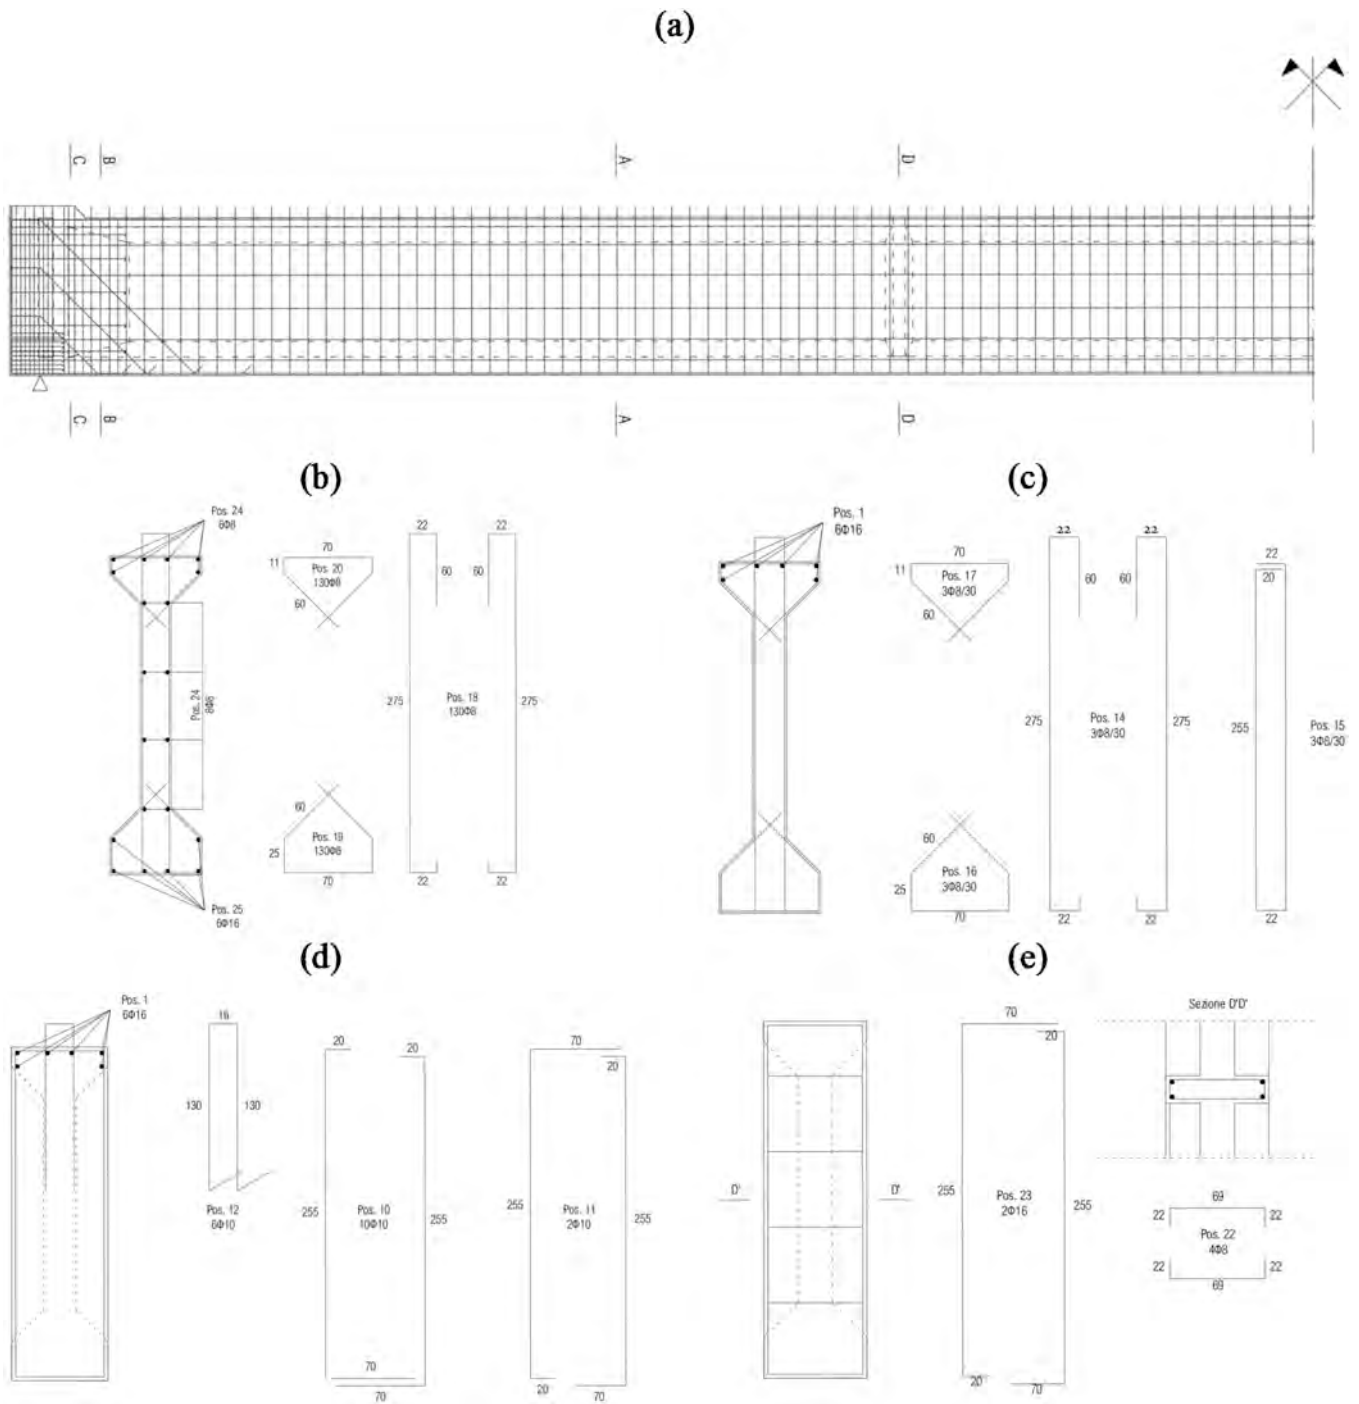 (a)
C B A D
C B A D
(b)
Pos. 24
8Φ8
Pos. 24
8Φ8
Pos. 25
6Φ16
70
11
Pos. 20
130Φ8
60
60
Pos. 19
130Φ8
25
70
22 22
60 60
275
Pos. 18
130Φ8
275
22 22
(c)
Pos. 1
6Φ16
70
11
Pos. 17
3Φ8/30
60
60
Pos. 16
3Φ8/30
25
70
22 22
60 60
275
Pos. 14
3Φ8/30
275
22 22
22
20
255
Pos. 15
3Φ8/30
22
(d)
Pos. 1
6Φ16
16
130 130
Pos. 12
6Φ10
20 20
255
Pos. 10
10Φ10
255
70
70
70
20
255
Pos. 11
2Φ10
255
20 70
(e)
D' D'
70
20
255
Pos. 23
2Φ16
255
20 70
Sezione D'D'
69
22 22
Pos. 22
4Φ8
22 22
69